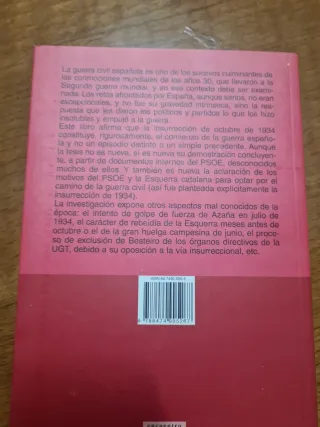 La guerra civil española es uno de los sucesos culminantes de
las conmociones mundiales de los años 30, que llevaron a la
Segunda guerra mundial, y en ese contexto debe ser exami-
nada. Los retos afrontados por España, aunque serios, no eran
excepcionales, y no fue su gravedad intrínseca, sino la res-
puesta que les dieron los políticos y partidos lo que los hizo
insolubles y empujó a la guerra.
Este libro afirma que la insurrección de octubre de 1934
constituye, rigurosamente, el comienzo de la guerra españo-
la y no un episodio distinto o un simple precedente. Aunque
la tesis no es nueva, sí es nueva su demostración concluyen-
te, a partir de documentos internos del PSOE, desconocidos
muchos de ellos. Y también es nueva la aclaración de los
motivos del PSOE y la Esquerra catalana para optar por el
camino de la guerra civil (así fue planteada explícitamente la
insurrección de 1934).
La investigación expone otros aspectos mal conocidos de la
época: el intento de golpe de fuerza de Azaña en julio de
1934, el carácter de rebeldía de la Esquerra meses antes de
octubre o el de la gran huelga campesina de junio, el proce-
so de exclusión de Besteiro de los órganos directivos de la
UGT, debido a su oposición a la vía insurreccional, etc.